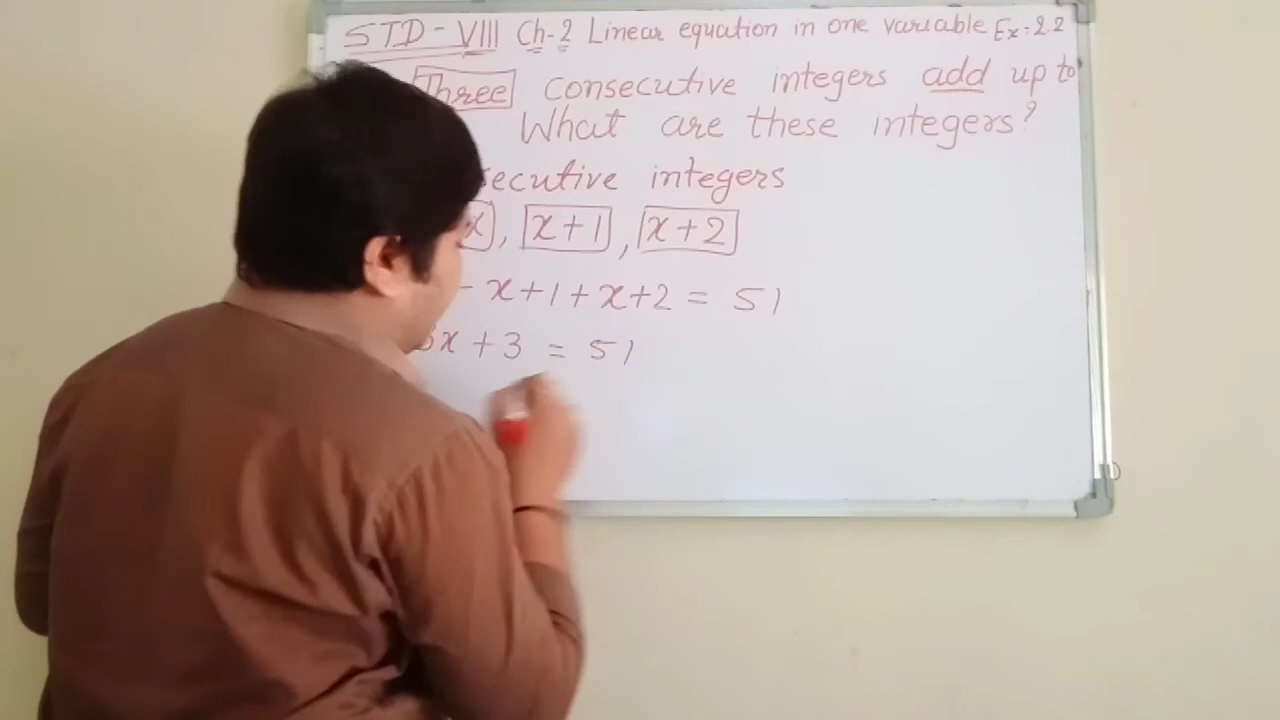 STD - VIII Ch-2 Linear equation in one variable Ex-2.2
Three consecutive integers add up to
What are these integers?
integers
x, x+1, x+2
x+1+x+2 = 51
3x+3 = 51